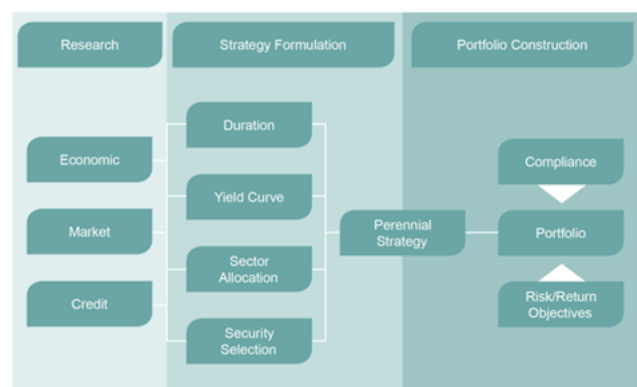 Research
Strategy Formulation
Portfolio Construction
Economic
Market
Credit
Duration
Yield Curve
Sector
Allocation
Security
Selection
Perennial
Strategy
Compliance
Portfolio
Risk/Return
Objectives